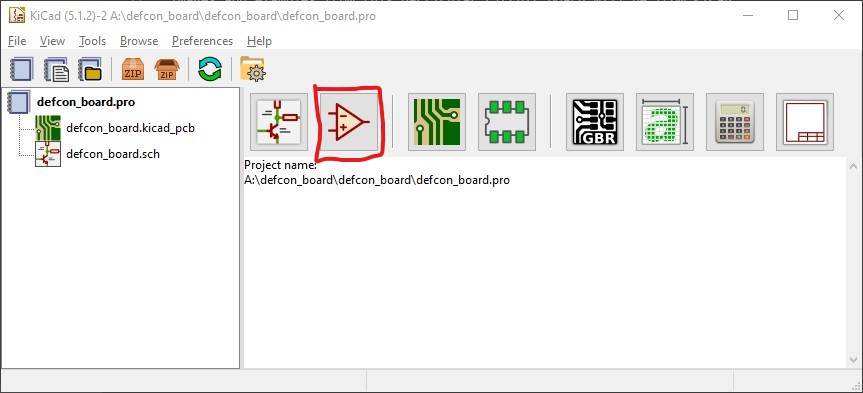 KiCad (5.1.2)-2 A:\defcon_board\defcon_board\defcon_board.pro
File View Tools Browse Preferences Help
ZIP ZIP
defcon_board.pro
defcon_board.kicad_pcb
defcon_board.sch
GBR a 0.
Project name:
A:\defcon_board\defcon_board\defcon_board.pro